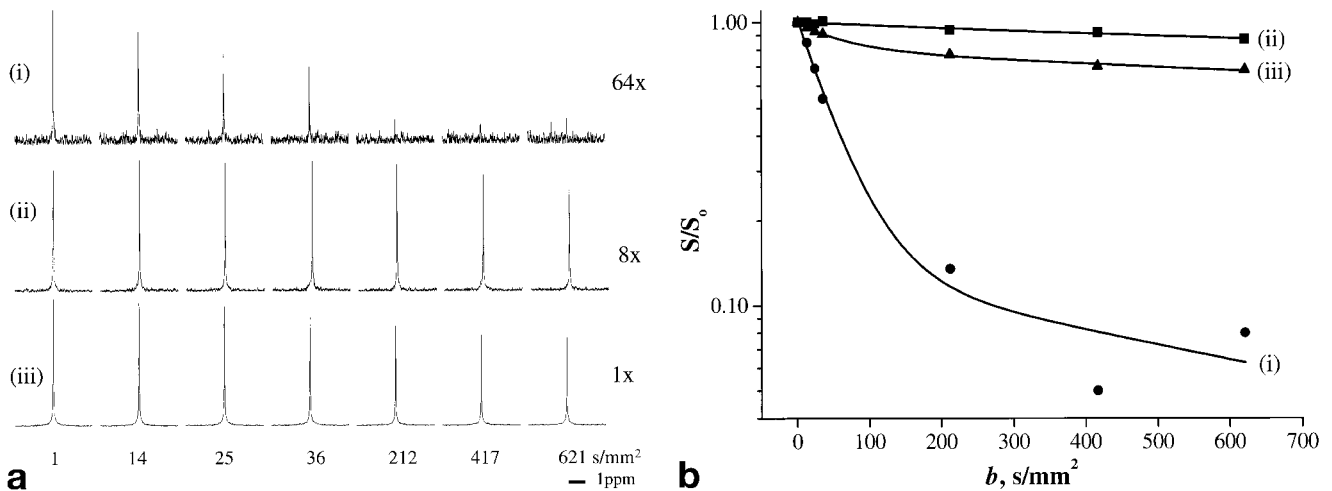 (i)
64x
(ii)
8x
(iii)
1x
1 14 25 36 212 417 621 s/mm²
1ppm
a
1.00
0.10
S/Sₒ
(ii)
(iii)
(i)
0 100 200 300 400 500 600 700
b, s/mm²
b